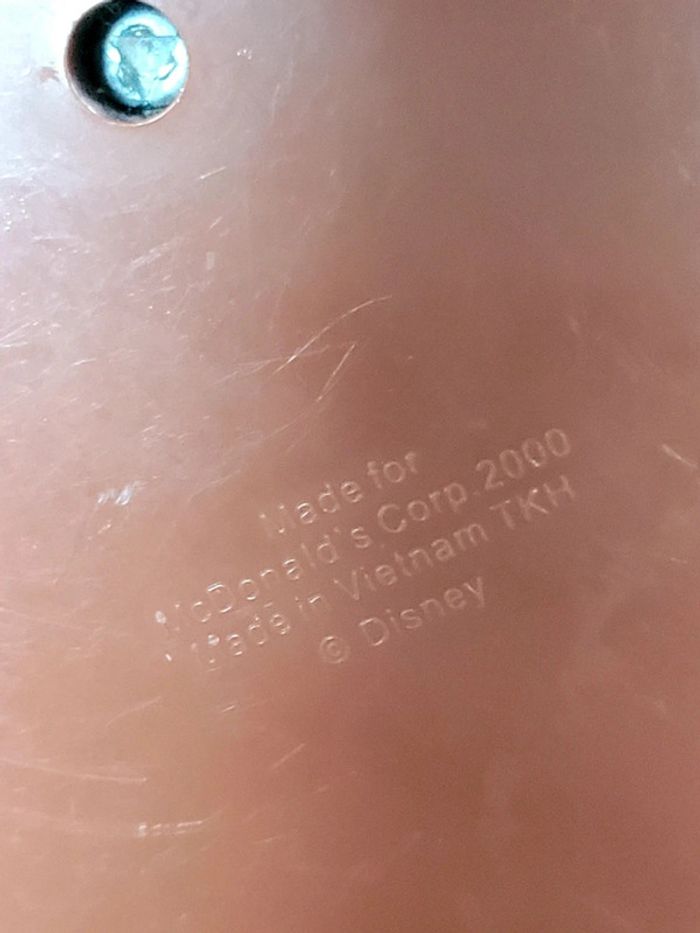 Made for
McDonald's Corp.2000
Made in Vietnam TKH
© Disney